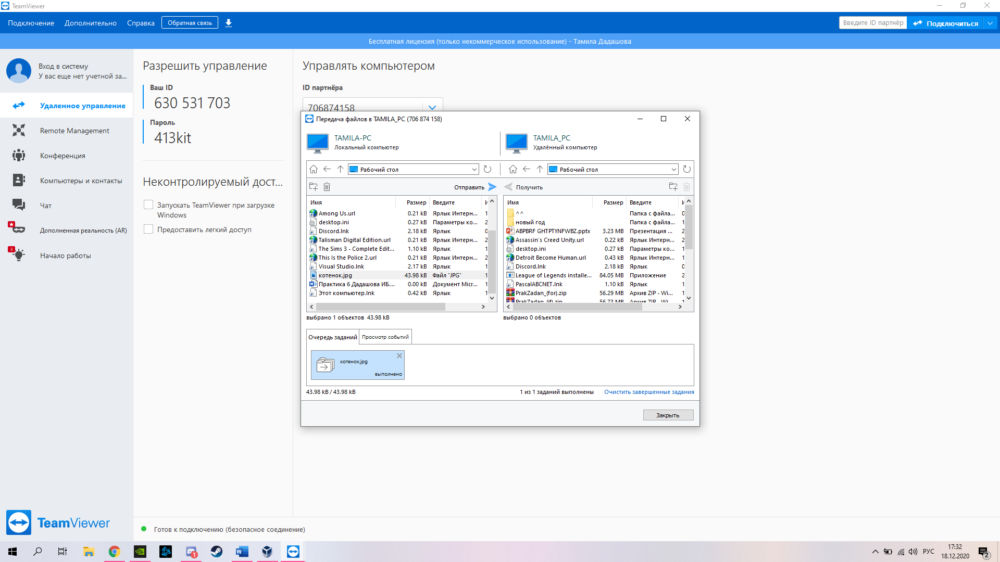 TeamViewer
Подключение Дополнительно Справка Обратная связь
Введите ID партнёр
Подключиться
Бесплатная лицензия (только некоммерческое использование) - Тамила Дадашова
Вход в систему
У вас еще нет учетной за...
Удаленное управление
Remote Management
Конференция
Компьютеры и контакты
Чат
Дополненная реальность (AR)
3
Начало работы
TeamViewer
Разрешить управление
Ваш ID
630 531 703
Пароль
413kit
Неконтролируемый дост...
Запускать TeamViewer при загрузке
Windows
Предоставить легкий доступ
Управлять компьютером
ID партнёра
706874158
Передача файлов в TAMILA_PC (706 874 158)
TAMILA-PC
Локальный компьютер
TAMILA_PC
Удалённый компьютер
Рабочий стол
Рабочий стол
Отправить
Получить
Имя Размер Введите
Among Us.url 0.21 kB Ярлык Интерн... 1
desktop.ini 0.27 kB Параметры ко... 2
Discord.lnk 2.18 kB Ярлык 0
Talisman Digital Edition.url 0.21 kB Ярлык Интерн... 2
The Sims 3 - Complete Edit... 1.10 kB Ярлык 1
This Is the Police 2.url 0.21 kB Ярлык Интерн... 2
Visual Studio.lnk 2.17 kB Ярлык 1
котенок.jpg 43.98 kB Файл "JPG" 1
Практика 6 Дадашова ИБ.... 0.00 kB Документ Micr... 1
Этот компьютер.lnk 0.42 kB Ярлык 1
Имя Размер Введите
^ ^ Папка с файла... 0
новый год Папка с файла... 1
АВРВRF GHTPTYNFWBZ.pptx 3.23 MB Презентация ... 0
Assassin's Creed Unity.url 0.22 kB Ярлык Интерн... 2
desktop.ini 0.27 kB Параметры ко... 1
Detroit Become Human.url 0.43 kB Ярлык Интерн... 1
Discord.lnk 2.18 kB Ярлык 0
League of Legends installe... 84.05 MB Приложение 2
PascalABCNET.lnk 1.10 kB Ярлык 1
PrakZadan_(for).zip 56.29 MB Архив ZIP - Wi... 1
PrakZadan_(if).zip 56.73 MB Архив ZIP - Wi... 1
выбрано 1 объектов 43.98 kB
выбрано 0 объектов
Очередь заданий Просмотр событий
котенок.jpg
выполнено
43.98 kB / 43.98 kB
1 из 1 заданий выполнены
Очистить завершенные задания
Закрыть
Готов к подключению (безопасное соединение)
1
РУС
17:32
18.12.2020
2